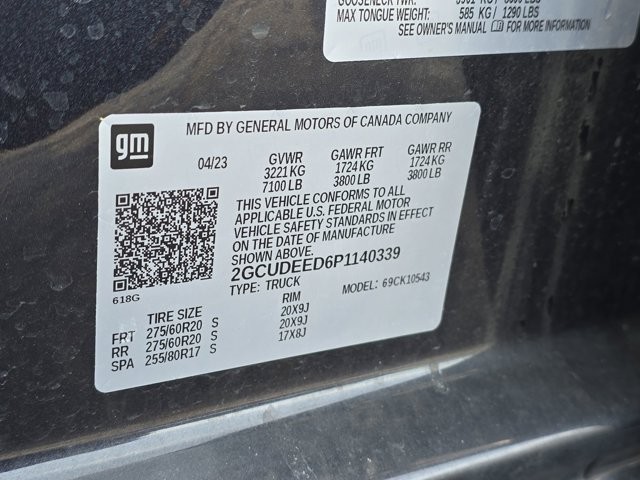 MAX TONGUE WEIGHT: 585 KG / 1290 LBS
SEE OWNER'S MANUAL FOR MORE INFORMATION
gm
MFD BY GENERAL MOTORS OF CANADA COMPANY
04/23 GVWR GAWR FRT GAWR RR
3221 KG 1724 KG 1724 KG
7100 LB 3800 LB 3800 LB
THIS VEHICLE CONFORMS TO ALL
APPLICABLE U.S. FEDERAL MOTOR
VEHICLE SAFETY STANDARDS IN EFFECT
ON THE DATE OF MANUFACTURE
SHOWN ABOVE.
2GCUDEED6P1140339
TYPE: TRUCK MODEL: 69CK10543
618G
TIRE SIZE RIM
FRT 275/60R20 S 20X9J
RR 275/60R20 S 20X9J
SPA 255/80R17 S 17X8J